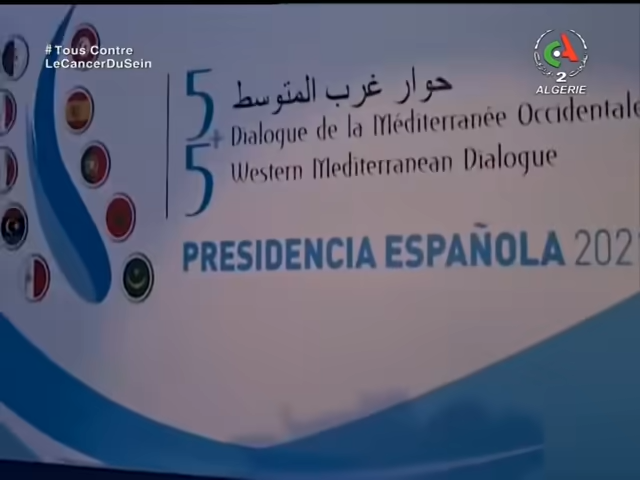 # Tous Contre
LeCancerDuSein
2
ALGERIE
5+5
حوار غرب المتوسط
Dialogue de la Méditerranée Occidentale
Western Mediterranean Dialogue
PRESIDENCIA ESPAÑOLA 2021